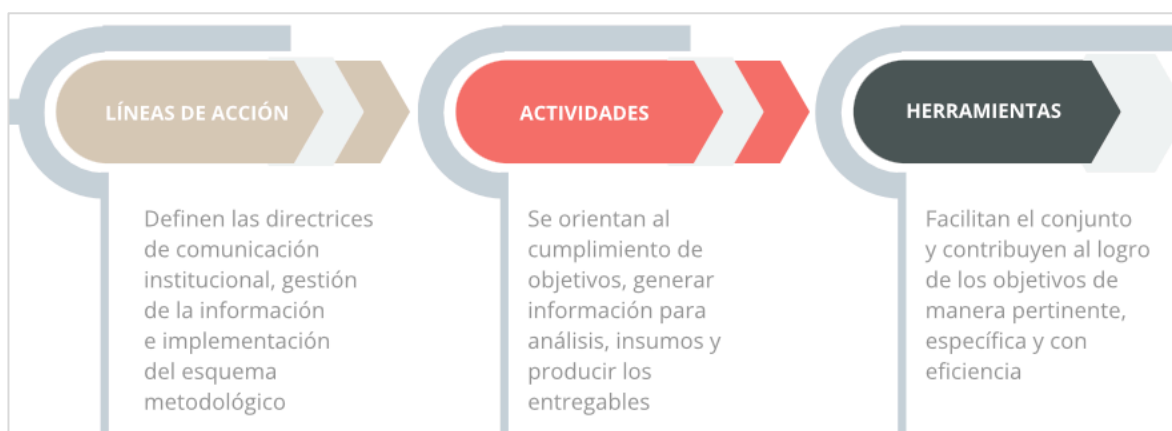 LÍNEAS DE ACCIÓN
Definen las directrices
de comunicación
institucional, gestión
de la información
e implementación
del esquema
metodológico
ACTIVIDADES
Se orientan al
cumplimiento de
objetivos, generar
información para
análisis, insumos y
producir los
entregables
HERRAMIENTAS
Facilitan el conjunto
y contribuyen al logro
de los objetivos de
manera pertinente,
específica y con
eficiencia